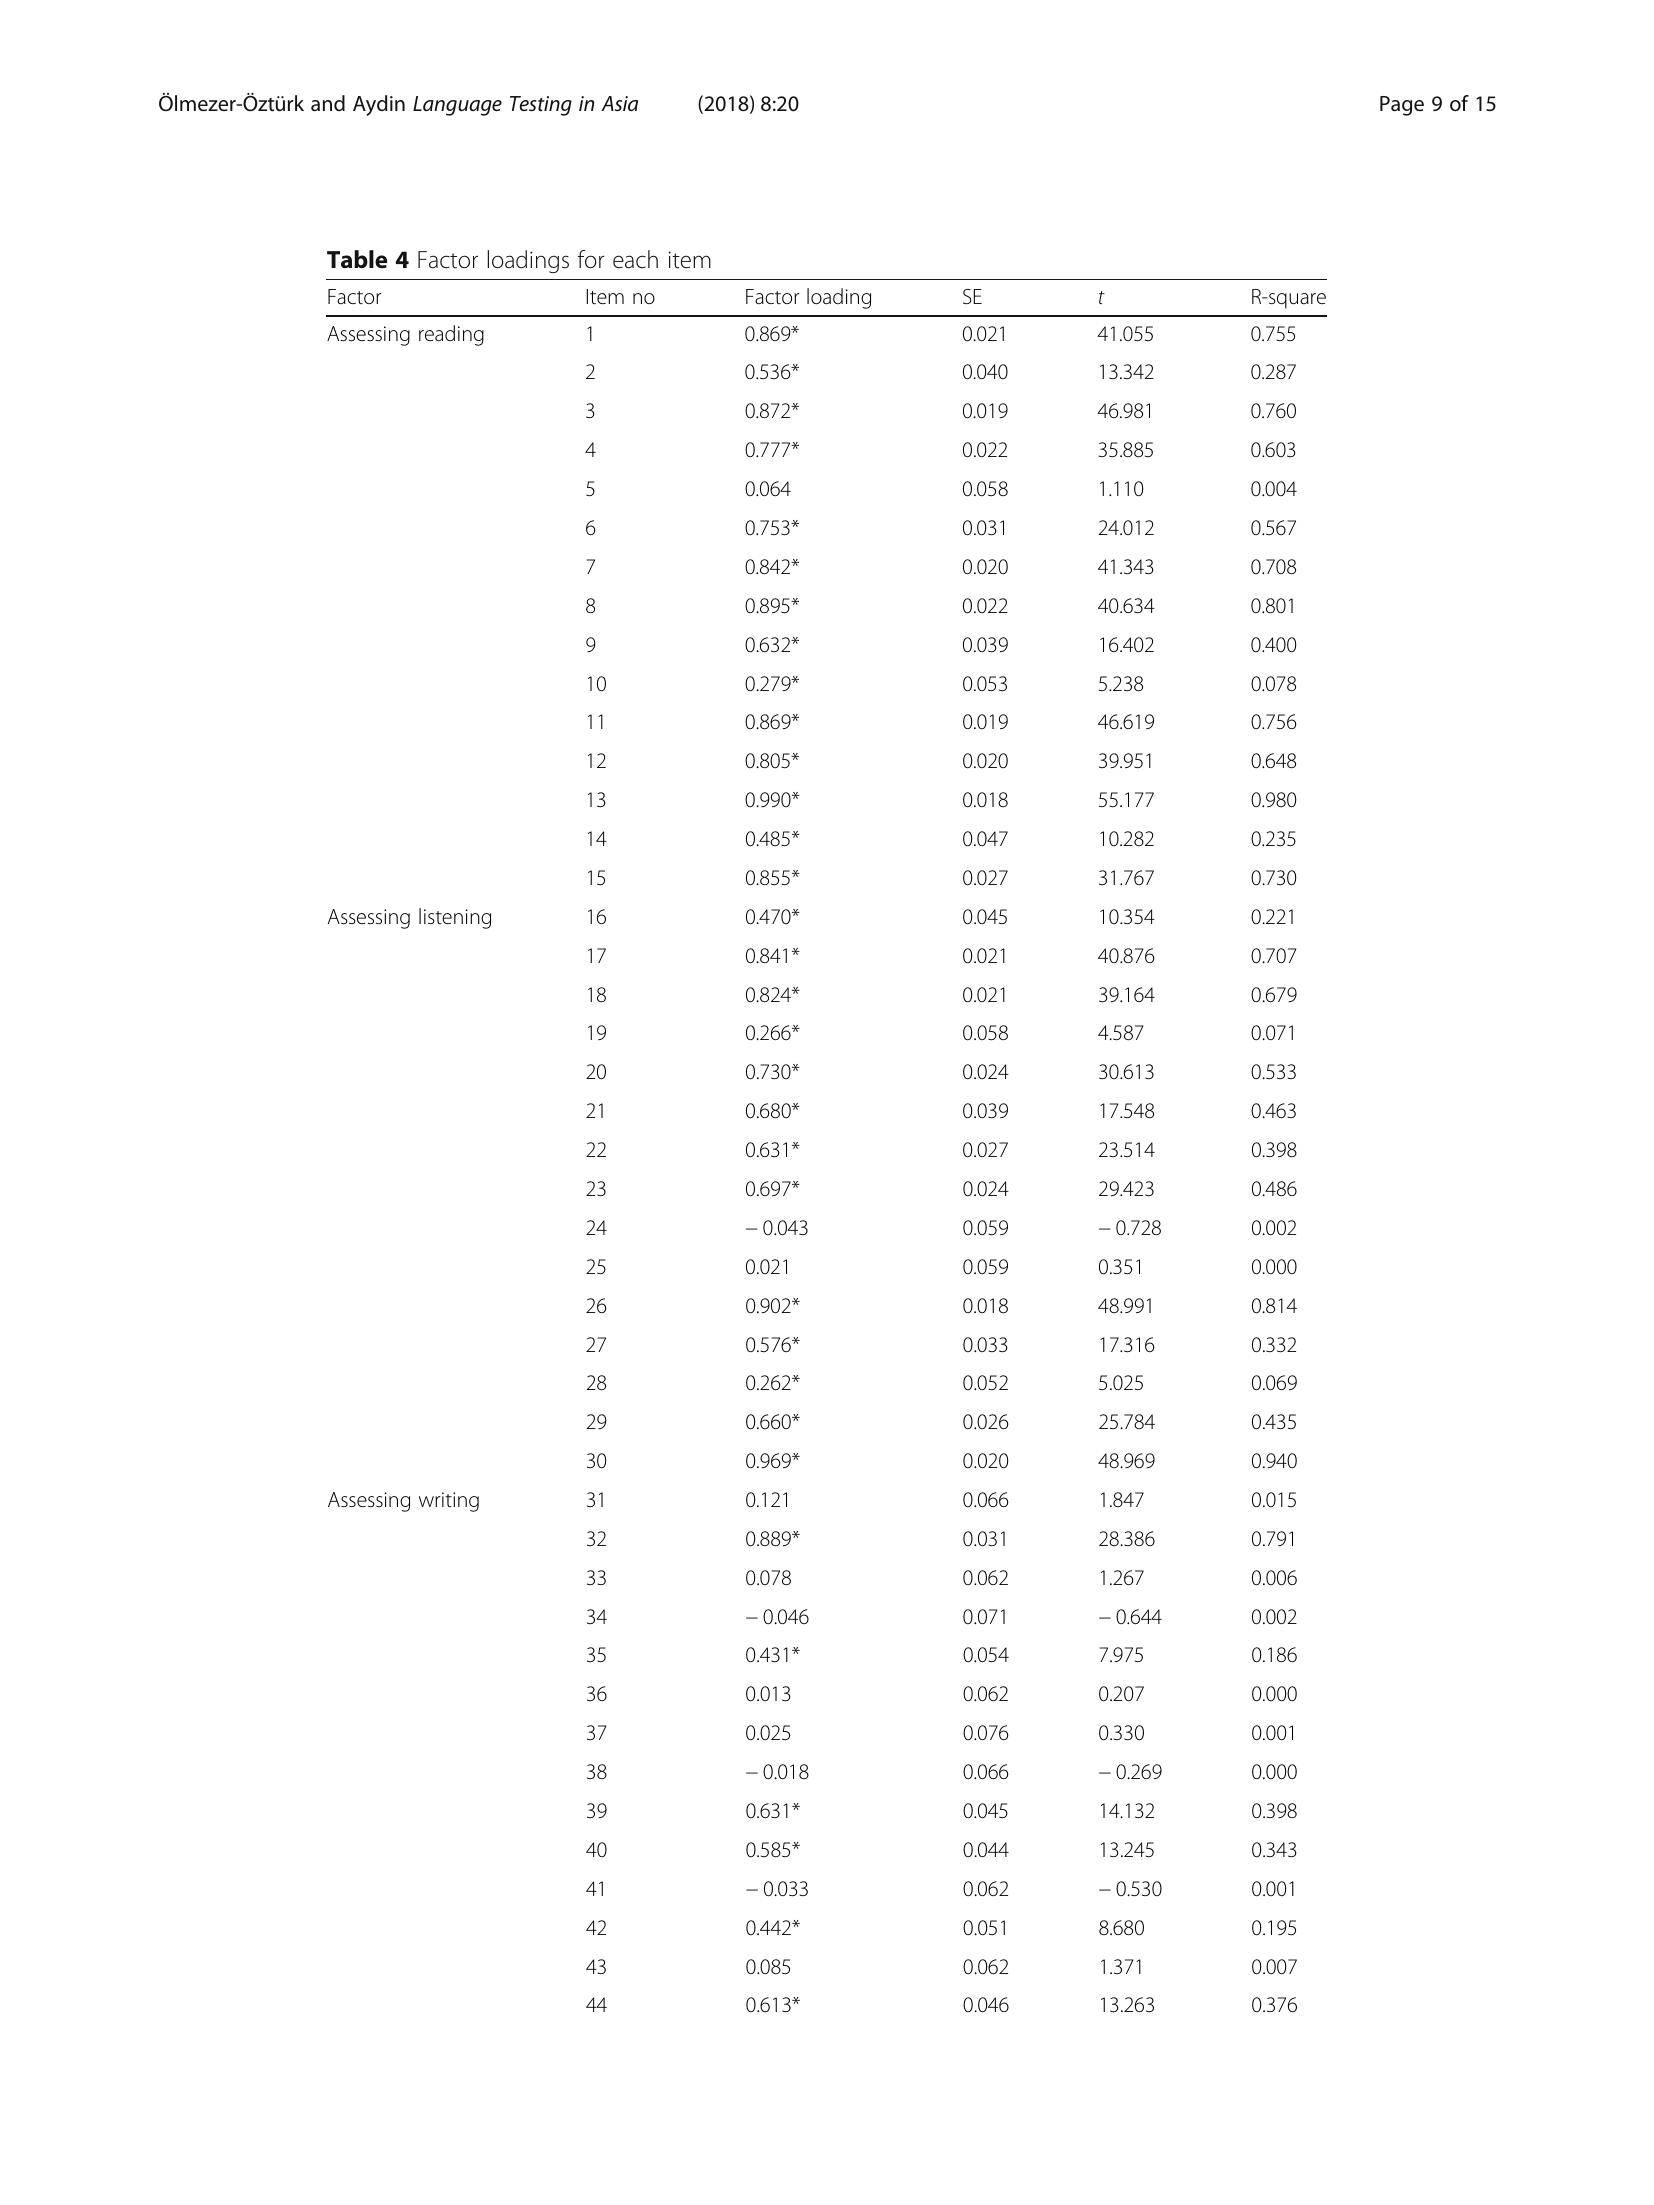 Ölmezer-Öztürk and Aydin Language Testing in Asia (2018) 8:20 Page 9 of 15
Table 4 Factor loadings for each item
Factor Item no Factor loading SE t R-square
Assessing reading 1 0.869* 0.021 41.055 0.755
2 0.536* 0.040 13.342 0.287
3 0.872* 0.019 46.981 0.760
4 0.777* 0.022 35.885 0.603
5 0.064 0.058 1.110 0.004
6 0.753* 0.031 24.012 0.567
7 0.842* 0.020 41.343 0.708
8 0.895* 0.022 40.634 0.801
9 0.632* 0.039 16.402 0.400
10 0.279* 0.053 5.238 0.078
11 0.869* 0.019 46.619 0.756
12 0.805* 0.020 39.951 0.648
13 0.990* 0.018 55.177 0.980
14 0.485* 0.047 10.282 0.235
15 0.855* 0.027 31.767 0.730
Assessing listening 16 0.470* 0.045 10.354 0.221
17 0.841* 0.021 40.876 0.707
18 0.824* 0.021 39.164 0.679
19 0.266* 0.058 4.587 0.071
20 0.730* 0.024 30.613 0.533
21 0.680* 0.039 17.548 0.463
22 0.631* 0.027 23.514 0.398
23 0.697* 0.024 29.423 0.486
24 − 0.043 0.059 − 0.728 0.002
25 0.021 0.059 0.351 0.000
26 0.902* 0.018 48.991 0.814
27 0.576* 0.033 17.316 0.332
28 0.262* 0.052 5.025 0.069
29 0.660* 0.026 25.784 0.435
30 0.969* 0.020 48.969 0.940
Assessing writing 31 0.121 0.066 1.847 0.015
32 0.889* 0.031 28.386 0.791
33 0.078 0.062 1.267 0.006
34 − 0.046 0.071 − 0.644 0.002
35 0.431* 0.054 7.975 0.186
36 0.013 0.062 0.207 0.000
37 0.025 0.076 0.330 0.001
38 − 0.018 0.066 − 0.269 0.000
39 0.631* 0.045 14.132 0.398
40 0.585* 0.044 13.245 0.343
41 − 0.033 0.062 − 0.530 0.001
42 0.442* 0.051 8.680 0.195
43 0.085 0.062 1.371 0.007
44 0.613* 0.046 13.263 0.376